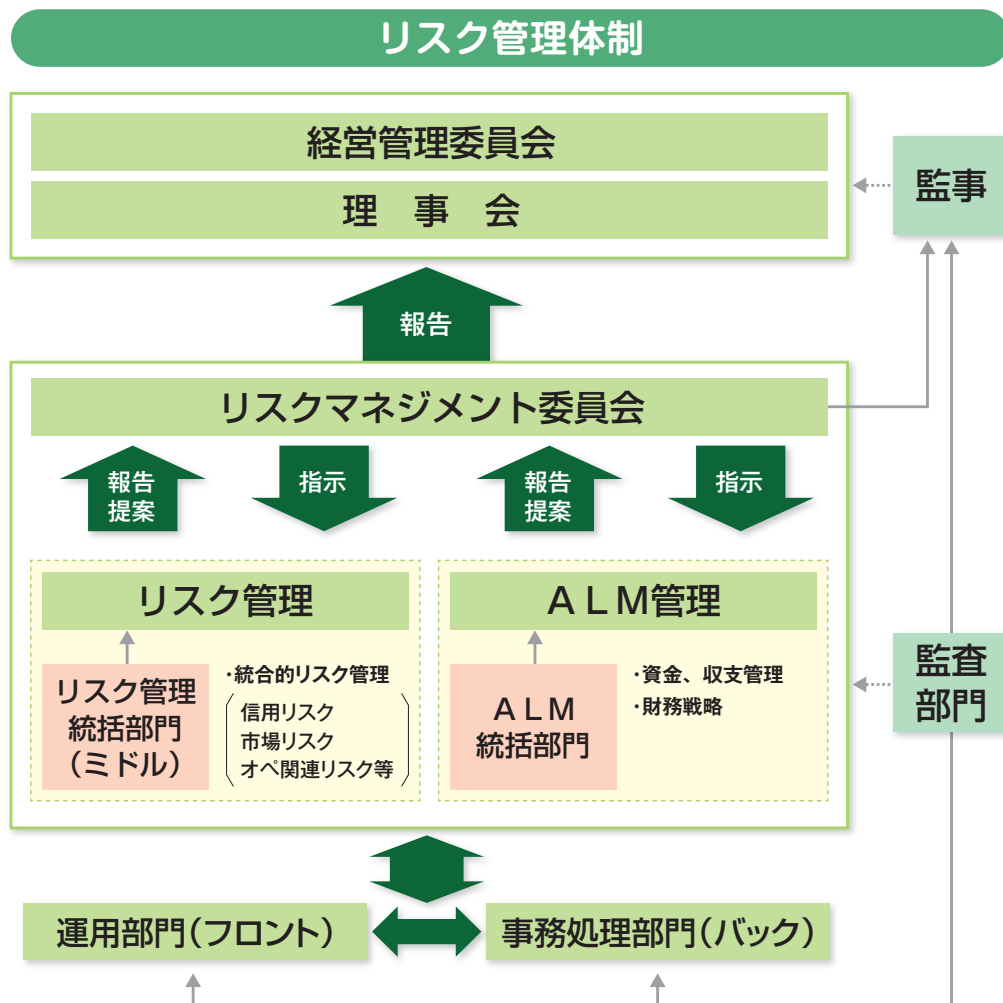 リスク管理体制
経営管理委員会
理 事 会
監事
報告
リスクマネジメント委員会
報告
提案
指示
報告
提案
指示
リスク管理
リスク管理
統括部門
(ミドル)
・統合的リスク管理
信用リスク
市場リスク
オペ関連リスク等
ALM管理
ALM
統括部門
・資金、収支管理
・財務戦略
監査
部門
運用部門(フロント)
事務処理部門(バック)